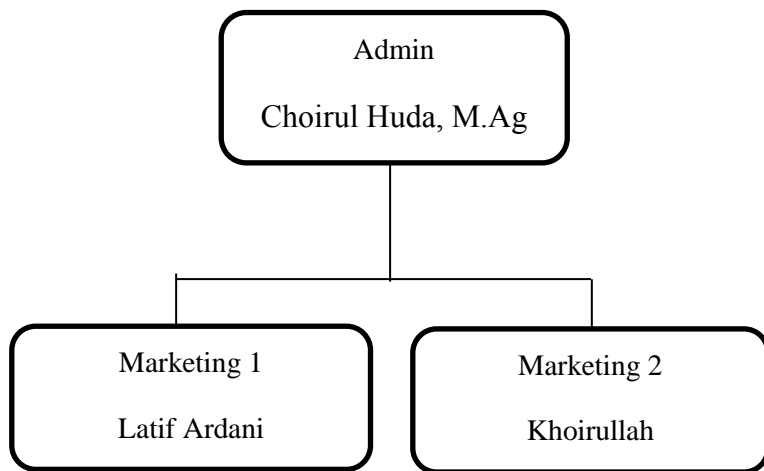 Admin
Choirul Huda, M.Ag
Marketing 1
Latif Ardani
Marketing 2
Khoirullah